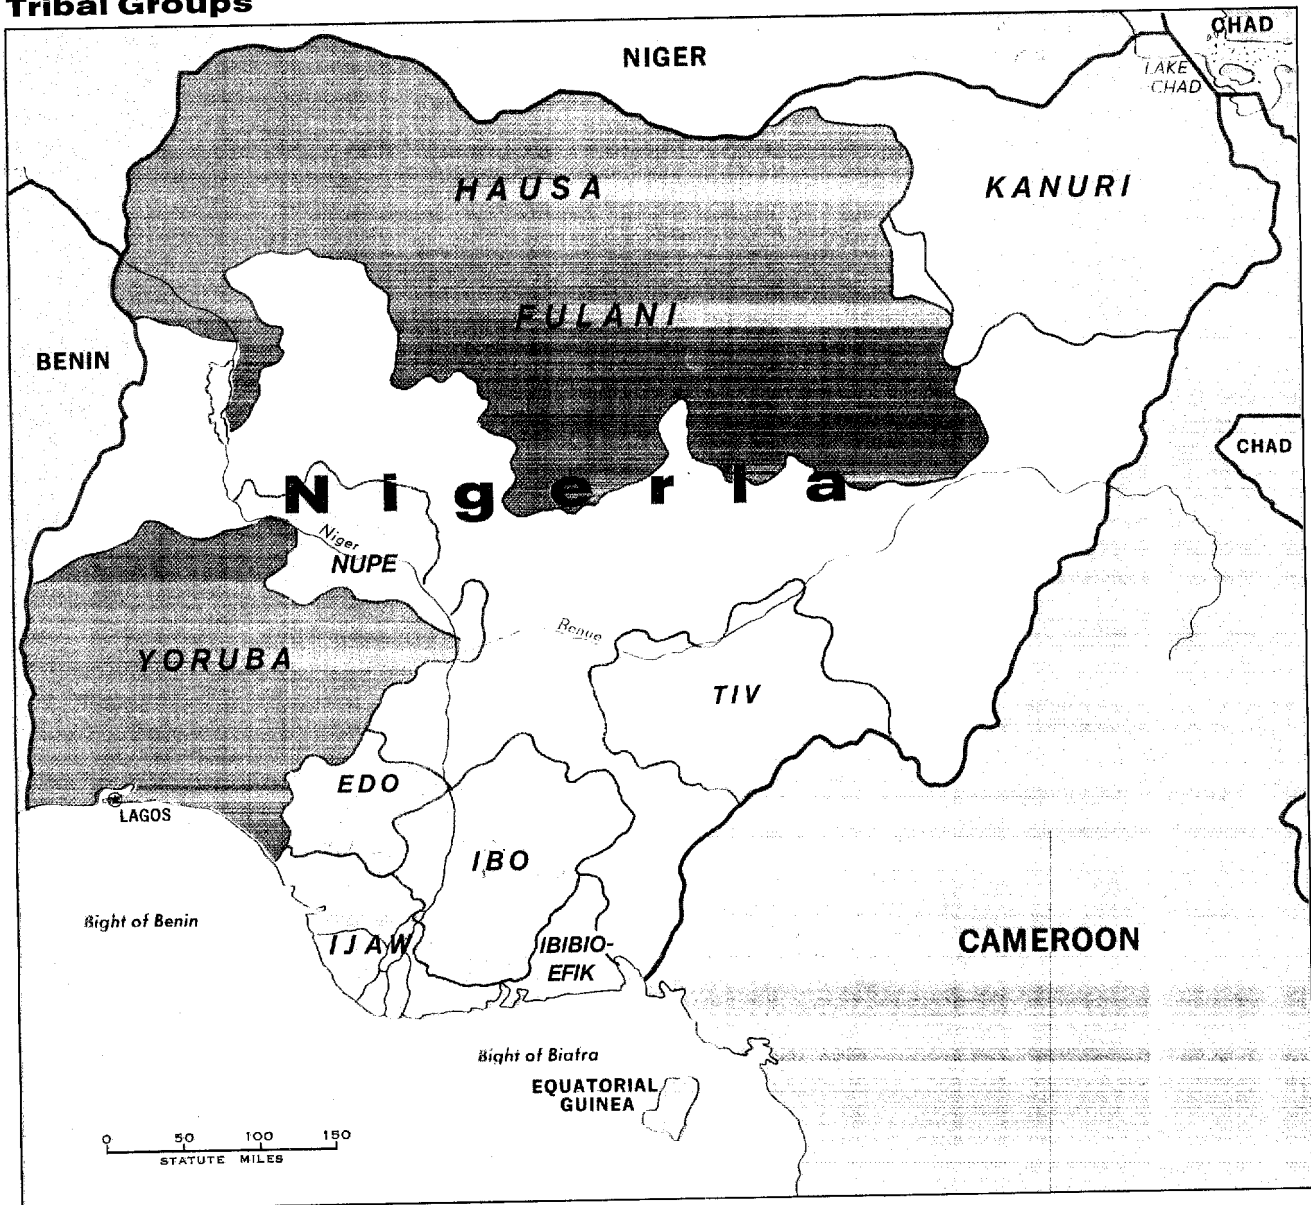 Tribal Groups
NIGER
CHAD
LAKE
CHAD
HAUSA
KANURI
FULANI
BENIN
CHAD
Nigeria
Niger
NUPE
Benue
YORUBA
TIV
EDO
LAGOS
IBO
Bight of Benin
IJAW
IBIBIO-
EFIK
CAMEROON
Bight of Biafra
EQUATORIAL
GUINEA
0 50 100 150
STATUTE MILES